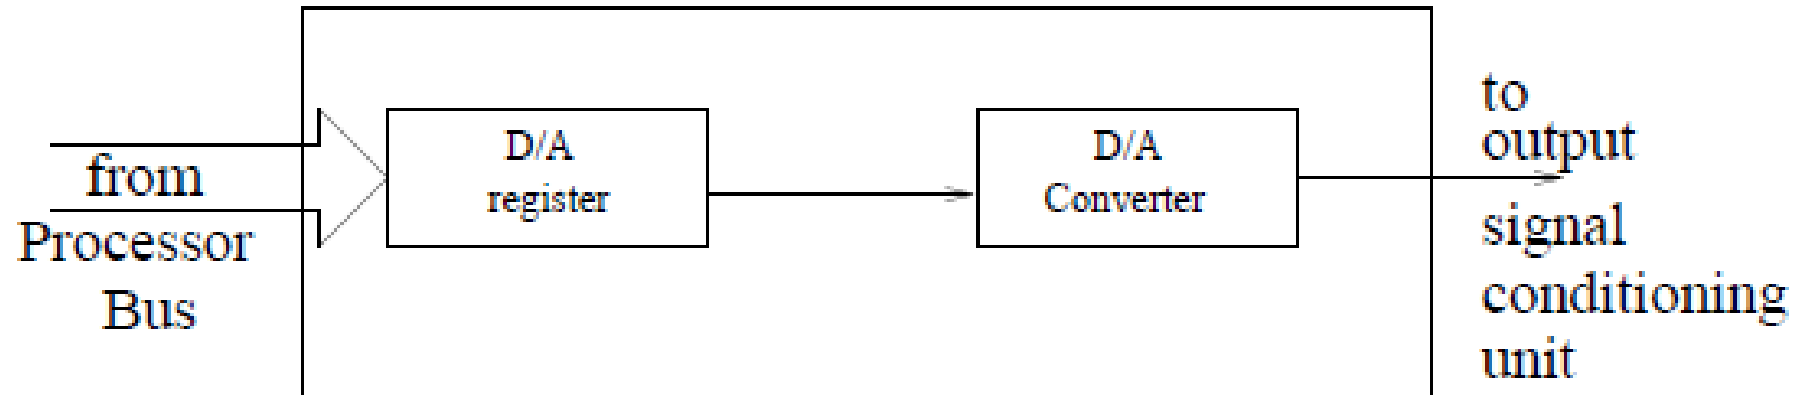 from
Processor
Bus
D/A
register
D/A
Converter
to
output
signal
conditioning
unit